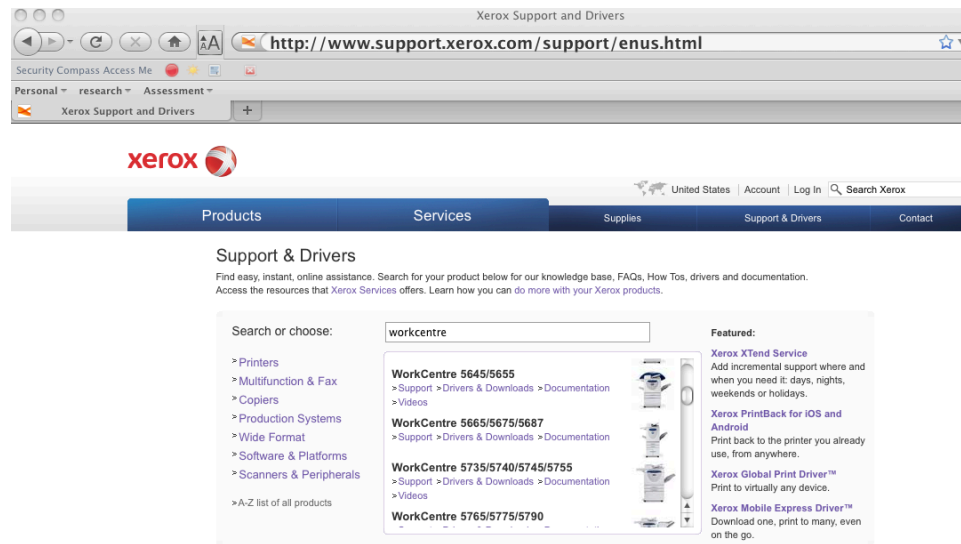 Xerox Support and Drivers
AA http://www.support.xerox.com/support/enus.html
Security Compass Access Me
Personal research Assessment
Xerox Support and Drivers +
xerox
United States | Account | Log In Search Xerox
Products Services Supplies Support & Drivers Contact
Support & Drivers
Find easy, instant, online assistance. Search for your product below for our knowledge base, FAQs, How Tos, drivers and documentation.
Access the resources that Xerox Services offers. Learn how you can do more with your Xerox products.
Search or choose:
>Printers
>Multifunction & Fax
>Copiers
>Production Systems
>Wide Format
>Software & Platforms
>Scanners & Peripherals
>A-Z list of all products
workcentre
WorkCentre 5645/5655
>Support >Drivers & Downloads >Documentation
>Videos
WorkCentre 5665/5675/5687
>Support >Drivers & Downloads >Documentation
WorkCentre 5735/5740/5745/5755
>Support >Drivers & Downloads >Documentation
>Videos
WorkCentre 5765/5775/5790
Featured:
Xerox XTend Service
Add incremental support where and
when you need it: days, nights,
weekends or holidays.
Xerox PrintBack for iOS and
Android
Print back to the printer you already
use, from anywhere.
Xerox Global Print Driver™
Print to virtually any device.
Xerox Mobile Express Driver™
Download one, print to many, even
on the go.